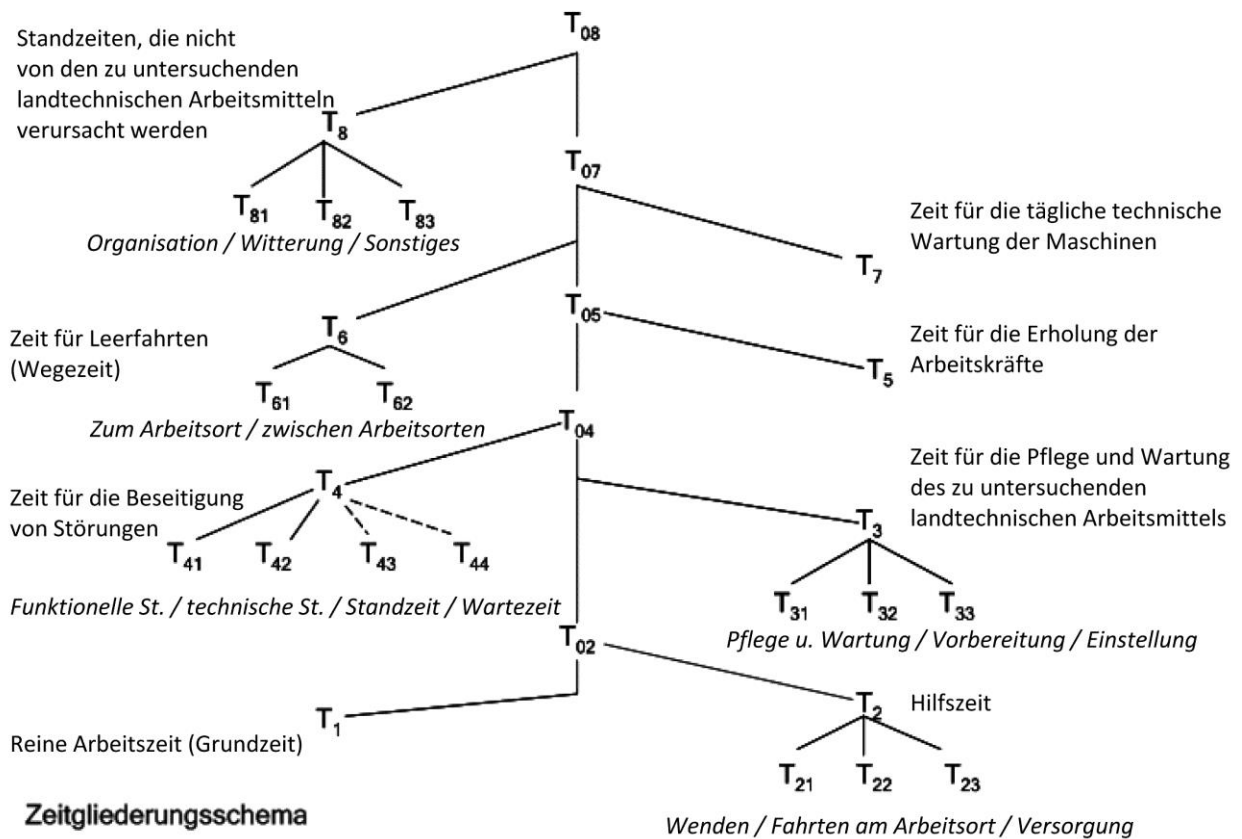 T08
Standzeiten, die nicht
von den zu untersuchenden
landtechnischen Arbeitsmitteln
verursacht werden
T8
T07
T81 T82 T83
Organisation / Witterung / Sonstiges
Zeit für die tägliche technische
Wartung der Maschinen
T7
T05
T6
Zeit für Leerfahrten
(Wegezeit)
Zeit für die Erholung der
Arbeitskräfte
T5
T61 T62
Zum Arbeitsort / zwischen Arbeitsorten
T04
T4
Zeit für die Beseitigung
von Störungen
Zeit für die Pflege und Wartung
des zu untersuchenden
landtechnischen Arbeitsmittels
T3
T41 T42 T43 T44
Funktionelle St. / technische St. / Standzeit / Wartezeit
T31 T32 T33
Pflege u. Wartung / Vorbereitung / Einstellung
T02
T2
Hilfszeit
T1
Reine Arbeitszeit (Grundzeit)
T21 T22 T23
Zeitgliederungsschema
Wenden / Fahrten am Arbeitsort / Versorgung